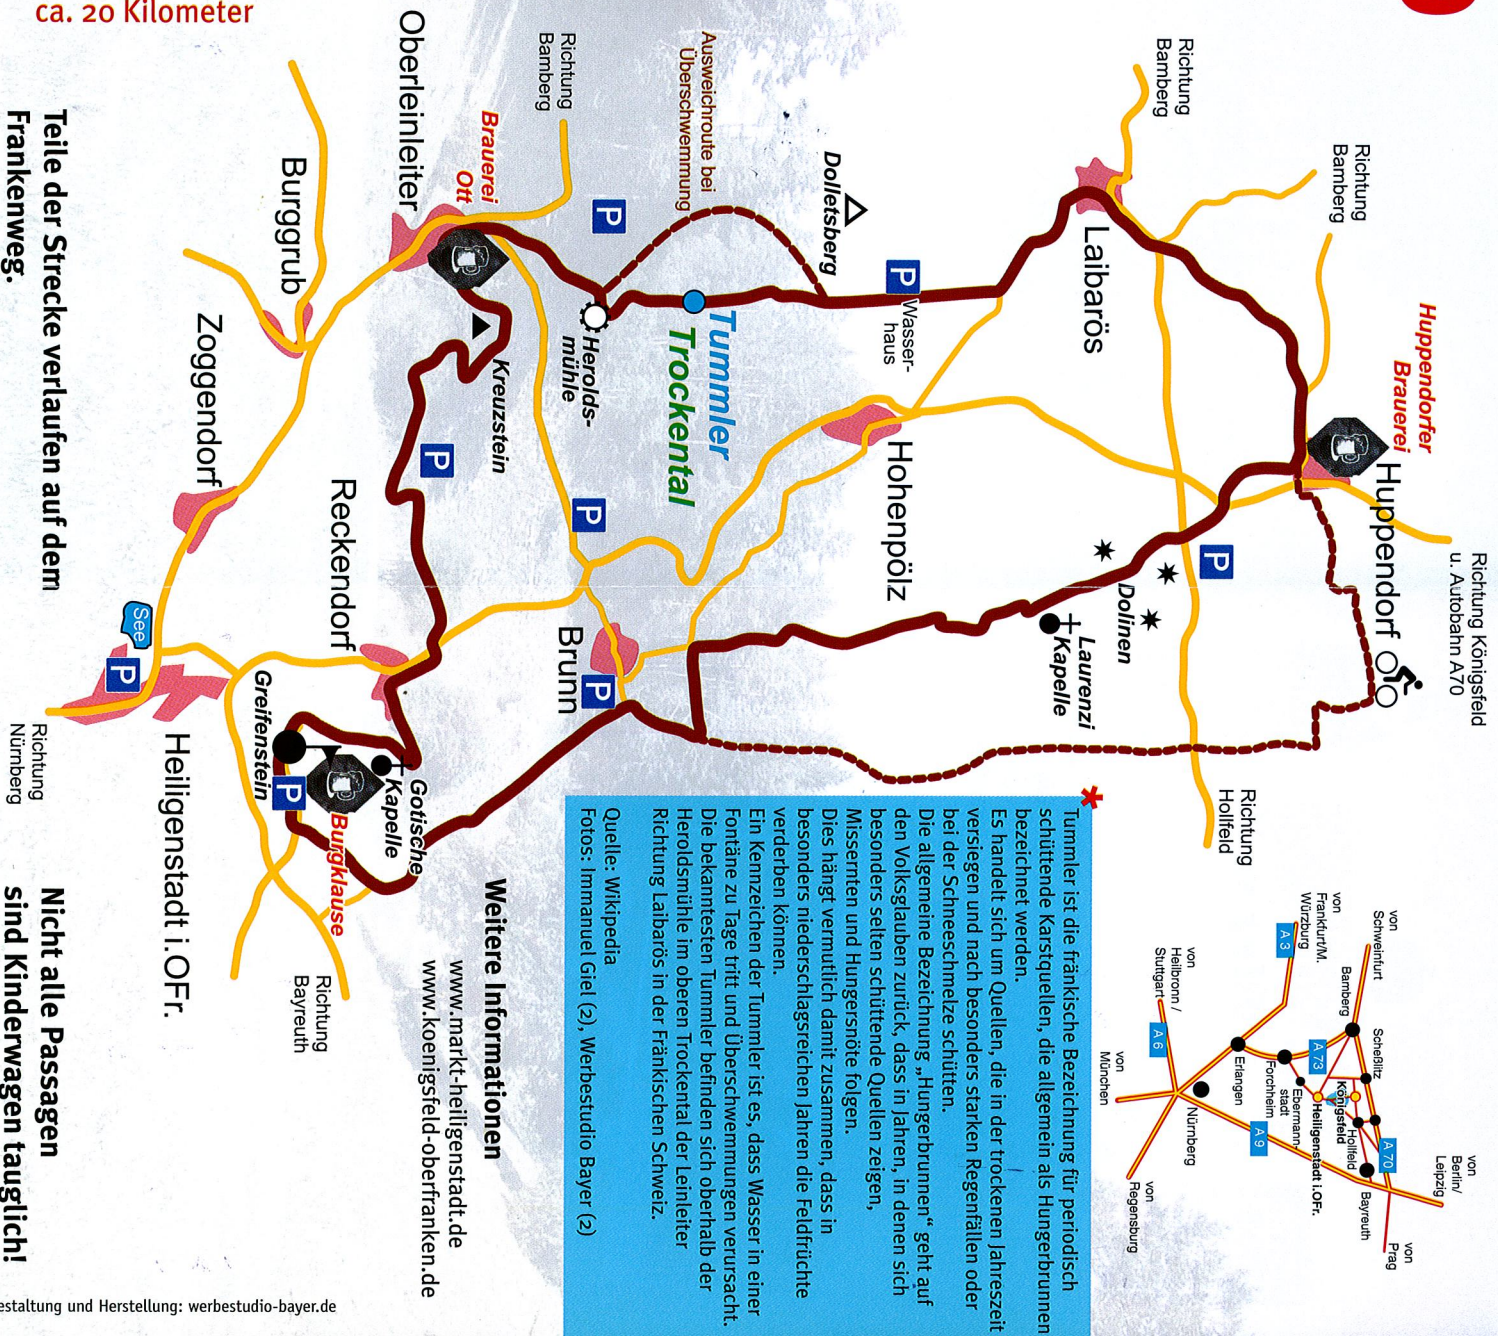 ca. 20 Kilometer
Richtung
Bamberg
Richtung
Bamberg
Richtung Königsfeld
u. Autobahn A70
Huppendorfer
Brauerei
Huppendorf
P
Laibarös
Dolletsberg
P
Wasser-
haus
Ausweichroute bei
Überschwemmung
Richtung
Bamberg
P
Oberleinleiter
Brauerei
Ott
Tummler
Trockental
Herolds-
mühle
Kreuzstein
Hohenpölz
Dolinen
Laurenzi
Kapelle
Richtung
Hollfeld
P
P
Brunn
P
Burggrub
Zoggendorf
Reckendorf
See
P
Heiligenstadt i.OFr.
Richtung
Nürnberg
Greifenstein
P
Gotische
Kapelle
Burgklause
Richtung
Bayreuth
von
Schweinfurt
von
Frankfurt/M.
Würzburg
von
Heilbronn /
Stuttgart
von
München
von
Regensburg
von
Berlin/
Leipzig
von
Prag
A 3
A 6
A 73
A 9
A 70
Bamberg
Scheßlitz
Erlangen
Forchheim
Ebermann-
stadt
Heiligenstadt i.OFr.
Königsfeld
Hollfeld
Bayreuth
Nürnberg
*
Tummler ist die fränkische Bezeichnung für periodisch
schüttende Karstquellen, die allgemein als Hungerbrunnen
bezeichnet werden.
Es handelt sich um Quellen, die in der trockenen Jahreszeit
versiegen und nach besonders starken Regenfällen oder
bei der Schneeschmelze schütten.
Die allgemeine Bezeichnung „Hungerbrunnen“ geht auf
den Volksglauben zurück, dass in Jahren, in denen sich
besonders selten schüttende Quellen zeigen,
Missernten und Hungersnöte folgen.
Dies hängt vermutlich damit zusammen, dass in
besonders niederschlagsreichen Jahren die Feldfrüchte
verderben können.
Ein Kennzeichen der Tummler ist es, dass Wasser in einer
Fontäne zu Tage tritt und Überschwemmungen verursacht.
Die bekanntesten Tummler befinden sich oberhalb der
Heroldsmühle im oberen Trockental der Leinleiter
Richtung Laibarös in der Fränkischen Schweiz.
Quelle: Wikipedia
Fotos: Immanuel Giel (2), Werbestudio Bayer (2)
Weitere Informationen
www.markt-heiligenstadt.de
www.koenigsfeld-oberfranken.de
Teile der Strecke verlaufen auf dem
Frankenweg.
Nicht alle Passagen
sind Kinderwagen tauglich!
estaltung und Herstellung: werbestudio-bayer.de